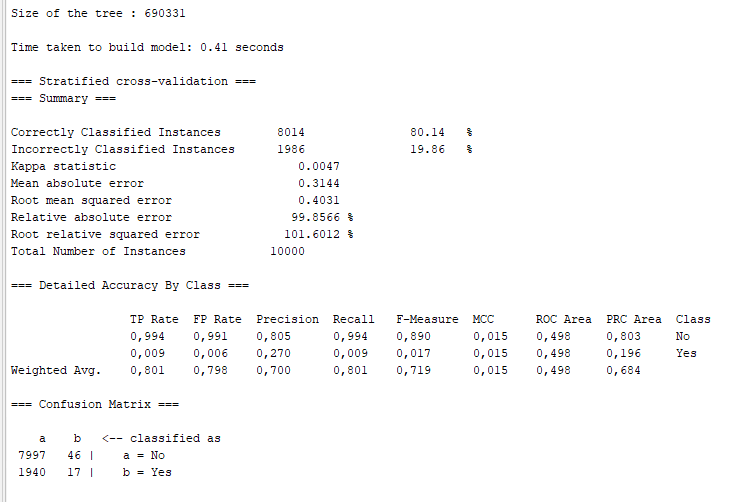 Size of the tree : 690331
Time taken to build model: 0.41 seconds
=== Stratified cross-validation ===
=== Summary ===
Correctly Classified Instances 8014 80.14 %
Incorrectly Classified Instances 1986 19.86 %
Kappa statistic 0.0047
Mean absolute error 0.3144
Root mean squared error 0.4031
Relative absolute error 99.8566 %
Root relative squared error 101.6012 %
Total Number of Instances 10000
=== Detailed Accuracy By Class ===
TP Rate FP Rate Precision Recall F-Measure MCC ROC Area PRC Area Class
0,994 0,991 0,805 0,994 0,890 0,015 0,498 0,803 No
0,009 0,006 0,270 0,009 0,017 0,015 0,498 0,196 Yes
Weighted Avg. 0,801 0,798 0,700 0,801 0,719 0,015 0,498 0,684
=== Confusion Matrix ===
a b <-- classified as
7997 46 | a = No
1940 17 | b = Yes